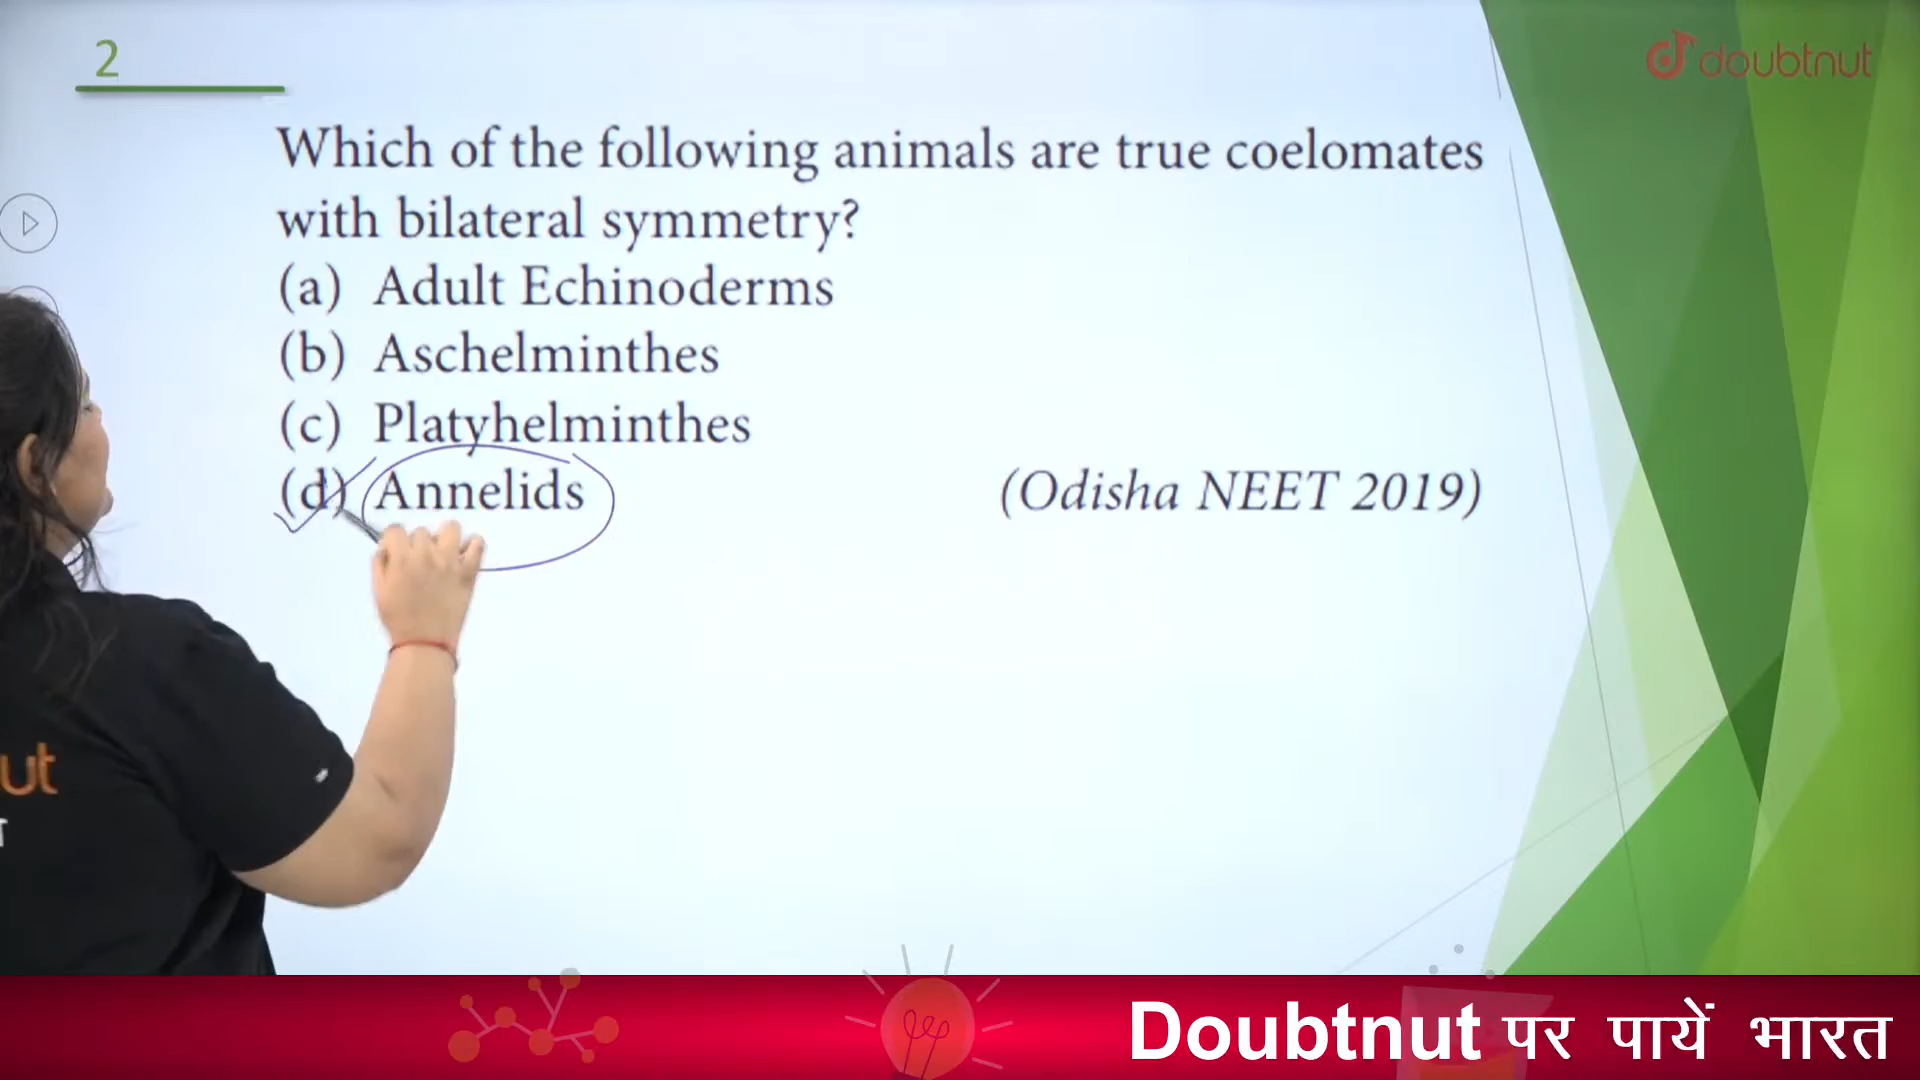 2
doubtnut
Which of the following animals are true coelomates
with bilateral symmetry?
(a) Adult Echinoderms
(b) Aschelminthes
(c) Platyhelminthes
(d) Annelids
(Odisha NEET 2019)
ut
Doubtnut पर पायें भारत